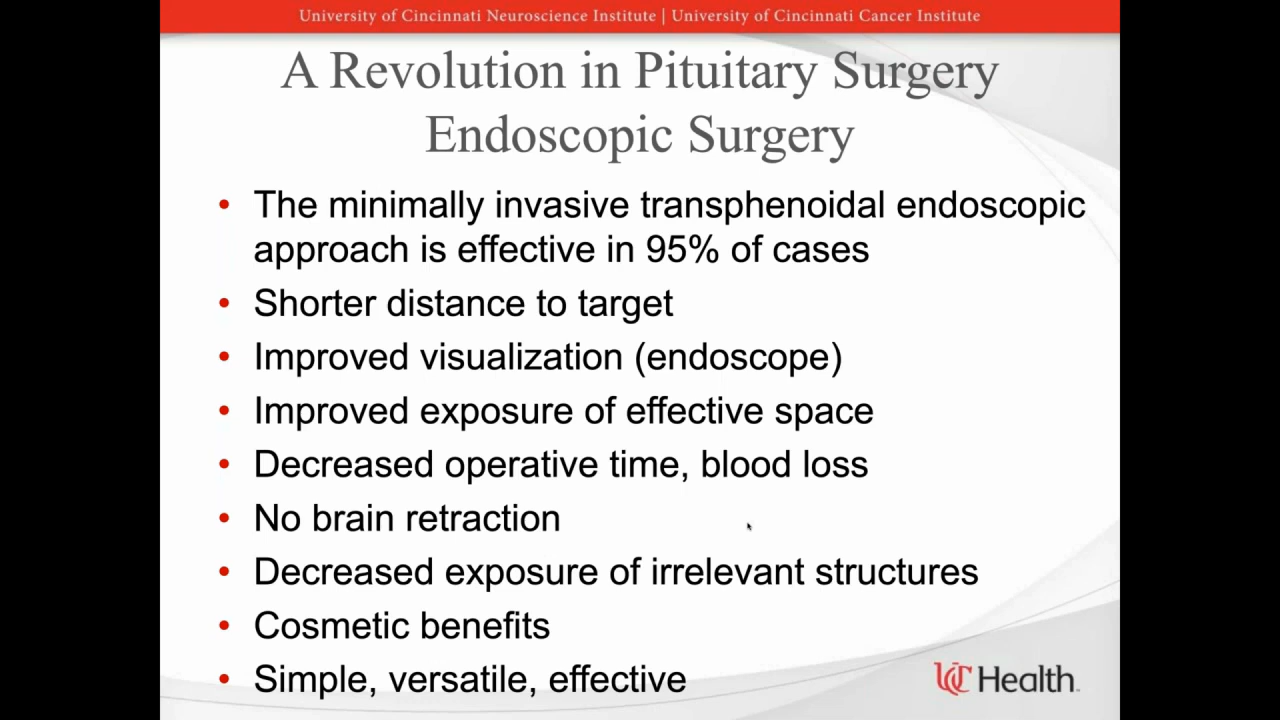 University of Cincinnati Neuroscience Institute | University of Cincinnati Cancer Institute
A Revolution in Pituitary Surgery
Endoscopic Surgery
• The minimally invasive transphenoidal endoscopic
approach is effective in 95% of cases
• Shorter distance to target
• Improved visualization (endoscope)
• Improved exposure of effective space
• Decreased operative time, blood loss
• No brain retraction
• Decreased exposure of irrelevant structures
• Cosmetic benefits
• Simple, versatile, effective
UC Health